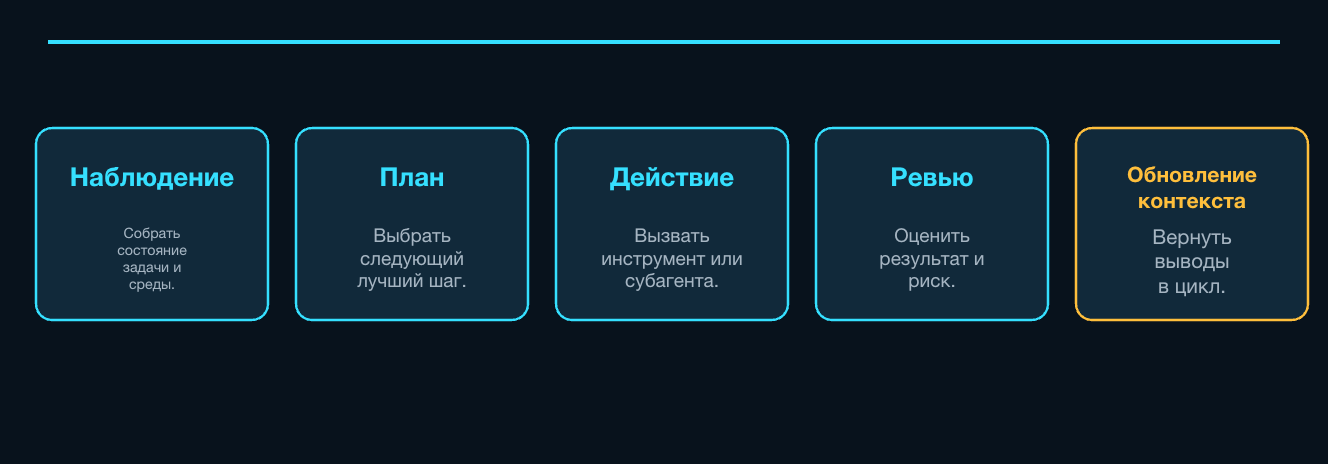 Наблюдение
Собрать
состояние
задачи и
среды.
План
Выбрать
следующий
лучший шаг.
Действие
Вызвать
инструмент или
субагента.
Ревью
Оценить
результат и
риск.
Обновление
контекста
Вернуть
выводы
в цикл.